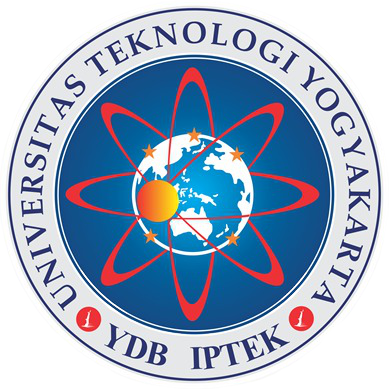 UNIVERSITAS TEKNOLOGI YOGYAKARTA
YDB IPTEK